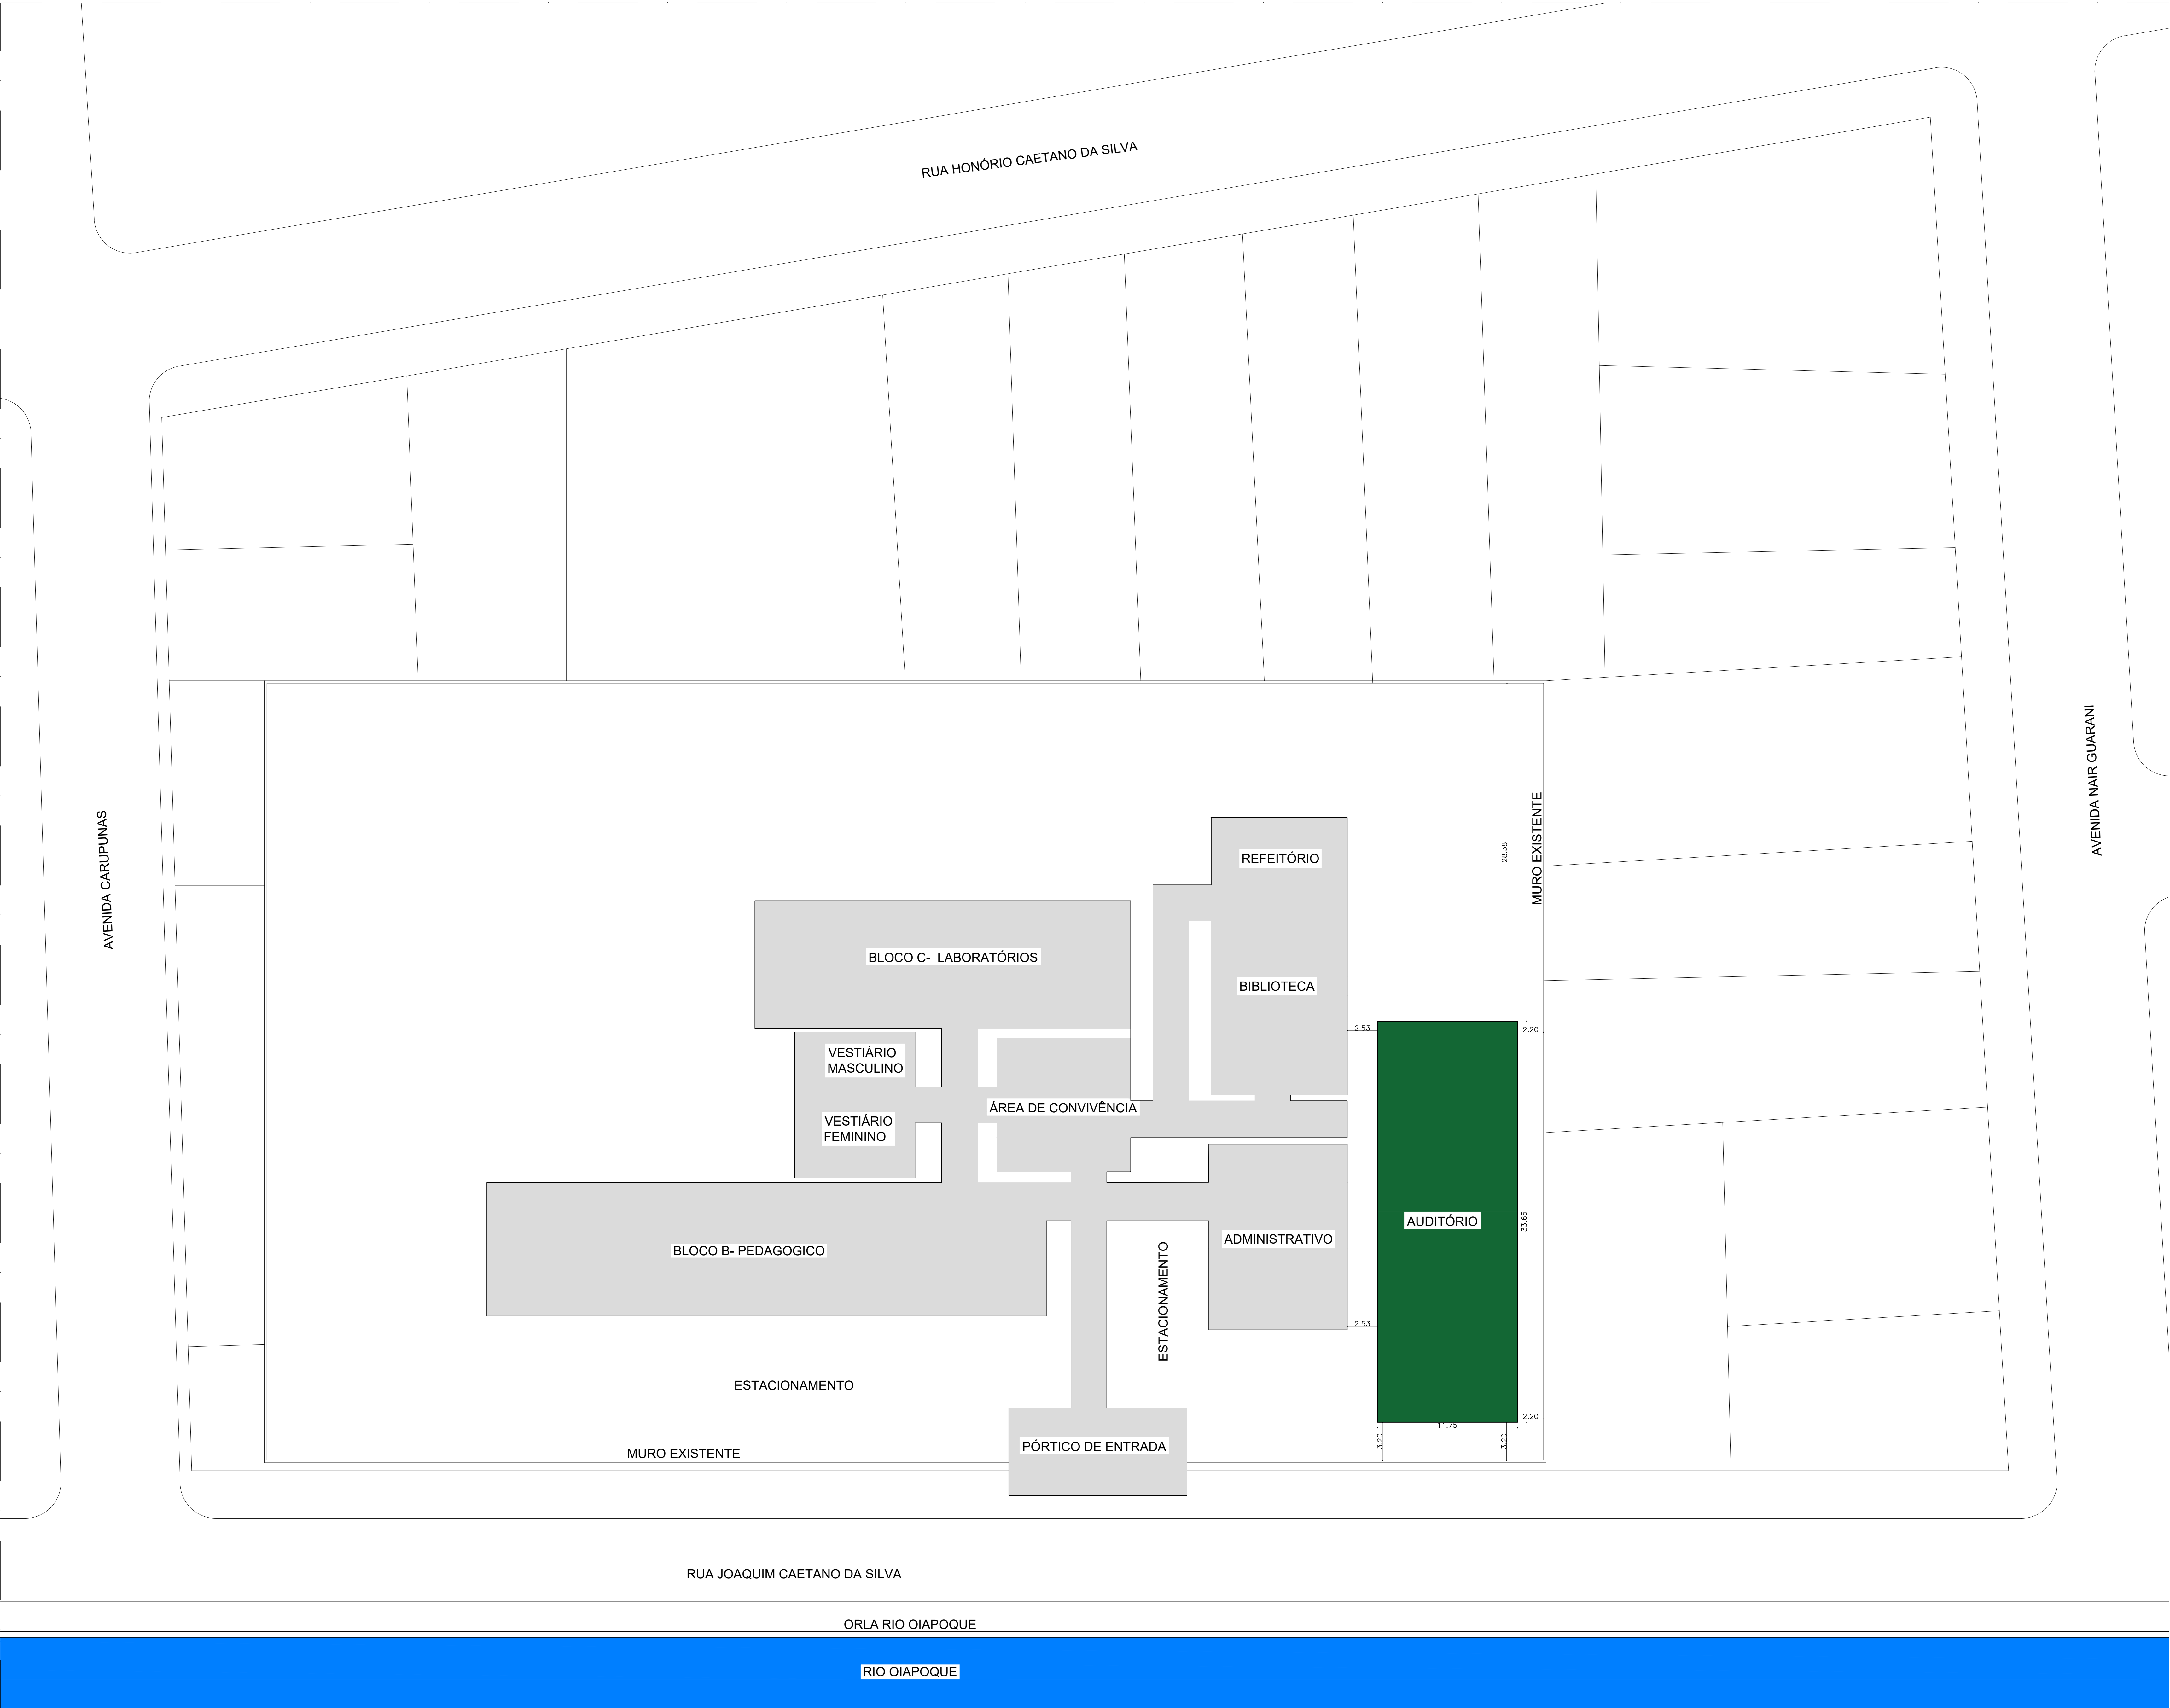 RUA HONÓRIO CAETANO DA SILVA
AVENIDA NAIR GUARANI
AVENIDA CARUPUNAS
MURO EXISTENTE
28.38
REFEITÓRIO
BLOCO C- LABORATÓRIOS
BIBLIOTECA
2.53
2.20
VESTIÁRIO
MASCULINO
ÁREA DE CONVIVÊNCIA
VESTIÁRIO
FEMININO
AUDITÓRIO
33.65
ADMINISTRATIVO
BLOCO B- PEDAGOGICO
ESTACIONAMENTO
2.53
ESTACIONAMENTO
2.20
11.75
3.20
3.20
PÓRTICO DE ENTRADA
MURO EXISTENTE
RUA JOAQUIM CAETANO DA SILVA
ORLA RIO OIAPOQUE
RIO OIAPOQUE